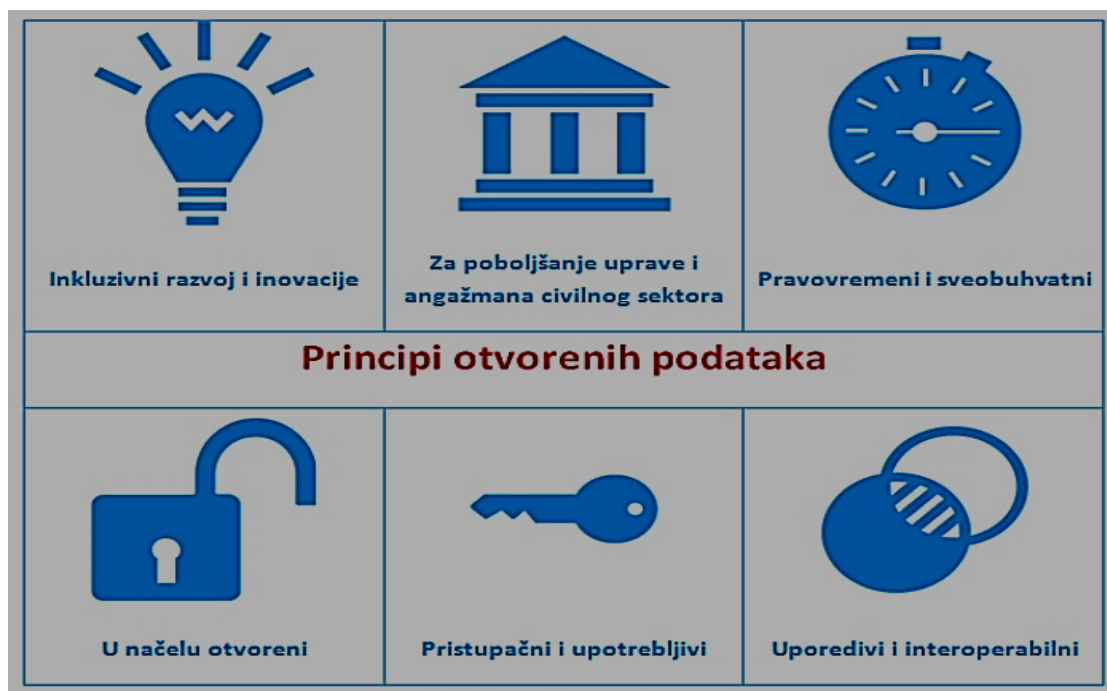 Inkluzivni razvoj i inovacije
Za poboljšanje uprave i
angažmana civilnog sektora
Pravovremeni i sveobuhvatni
Principi otvorenih podataka
U načelu otvoreni
Pristupačni i upotrebljivi
Uporedivi i interoperabilni